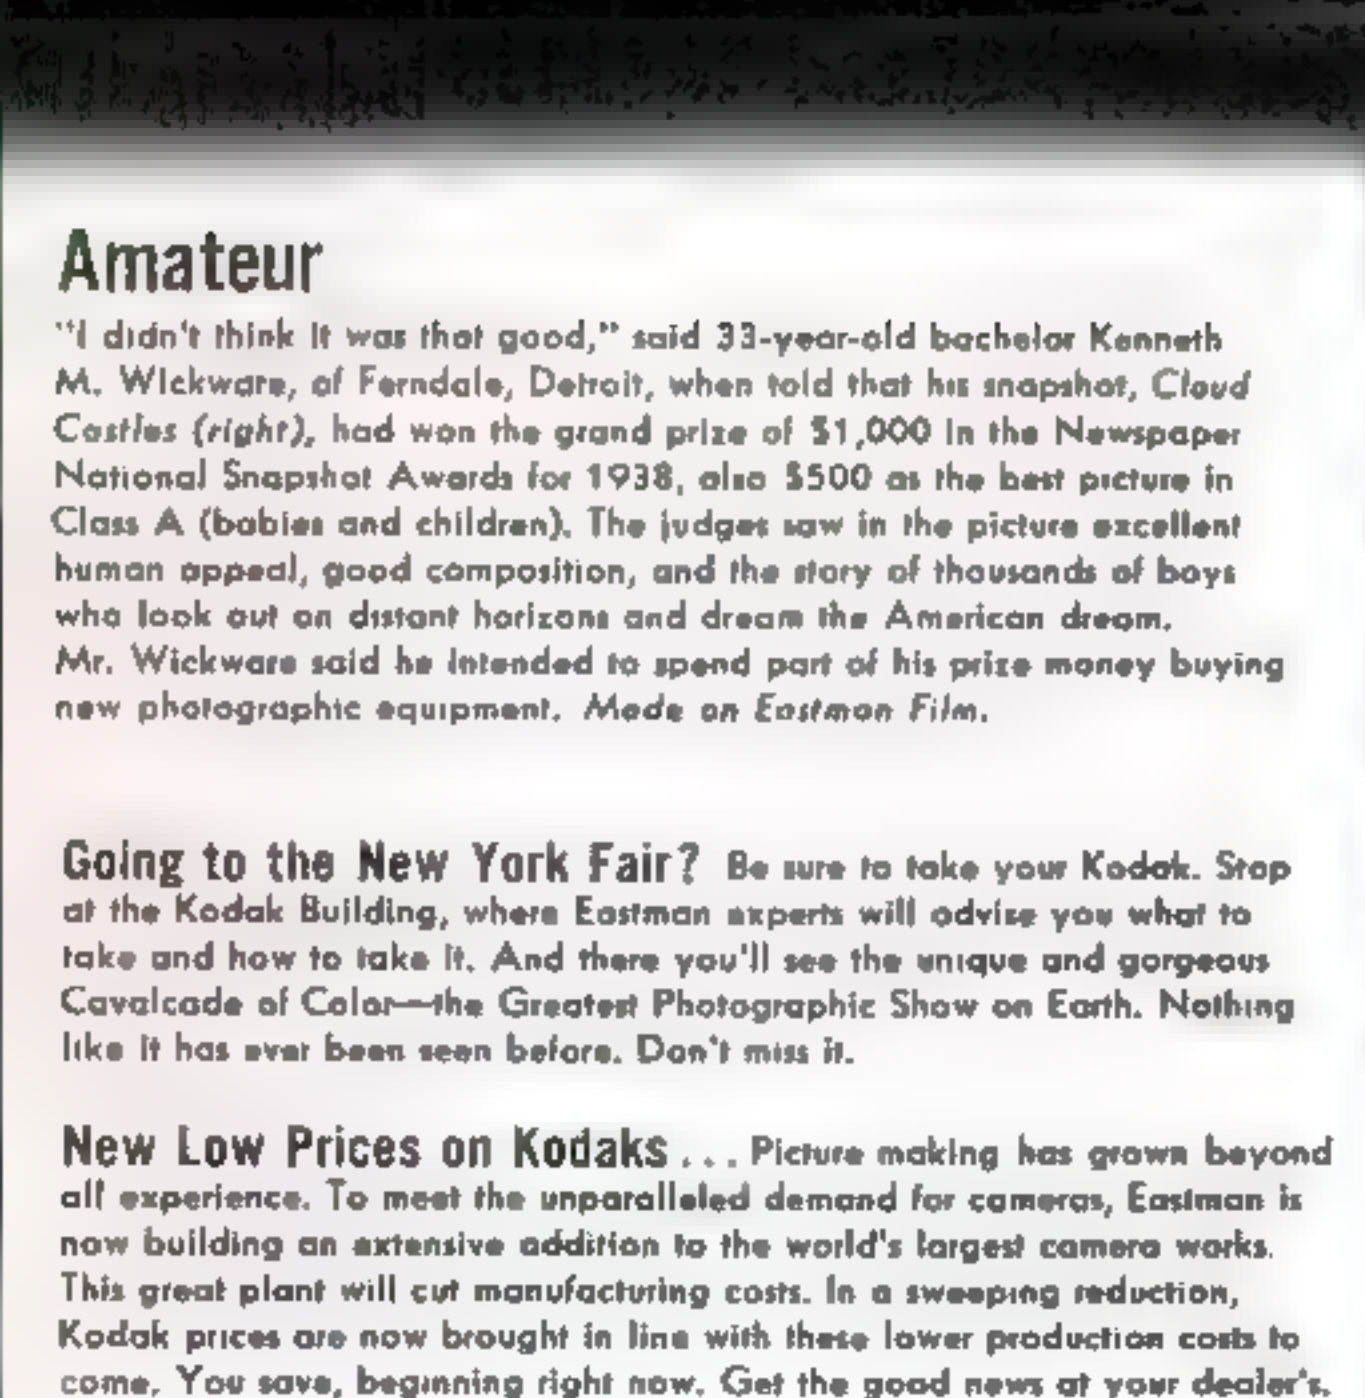 Amateur
"I didn't think it was that good," said 33-year-old bachelor Kenneth
M. Wickware, of Ferndale, Detroit, when told that his snapshot, Cloud
Castles (right), had won the grand prize of $1,000 in the Newspaper
National Snapshot Awards for 1938, also $500 as the best picture in
Class A (babies and children). The judges saw in the picture excellent
human appeal, good composition, and the story of thousands of boys
who look out on distant horizons and dream the American dream.
Mr. Wickware said he intended to spend part of his prize money buying
new photographic equipment. Made on Eastman Film.
Going to the New York Fair? Be sure to take your Kodak. Stop
at the Kodak Building, where Eastman experts will advise you what to
take and how to take it. And there you'll see the unique and gorgeous
Cavalcade of Color—the Greatest Photographic Show on Earth. Nothing
like it has ever been seen before. Don't miss it.
New Low Prices on Kodaks... Picture making has grown beyond
all experience. To meet the unparalleled demand for cameras, Eastman is
now building an extensive addition to the world's largest camera works.
This great plant will cut manufacturing costs. In a sweeping reduction,
Kodak prices are now brought in line with these lower production costs to
come. You save, beginning right now. Get the good news at your dealer's.